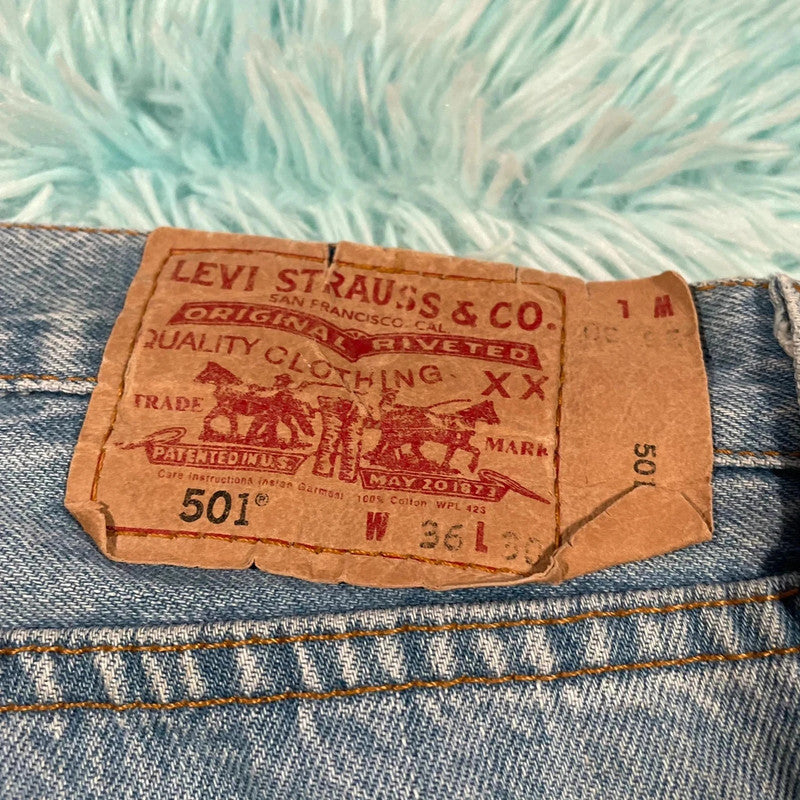 LEVI STRAUSS & CO.
SAN FRANCISCO, CAL.
ORIGINAL RIVETED
QUALITY CLOTHING
XX
TRADE MARK
PATENTED IN U.S. MAY 20 1873
Care Instructions Inside Garment 100% Cotton WPL 423
501® W 36 L 30
501